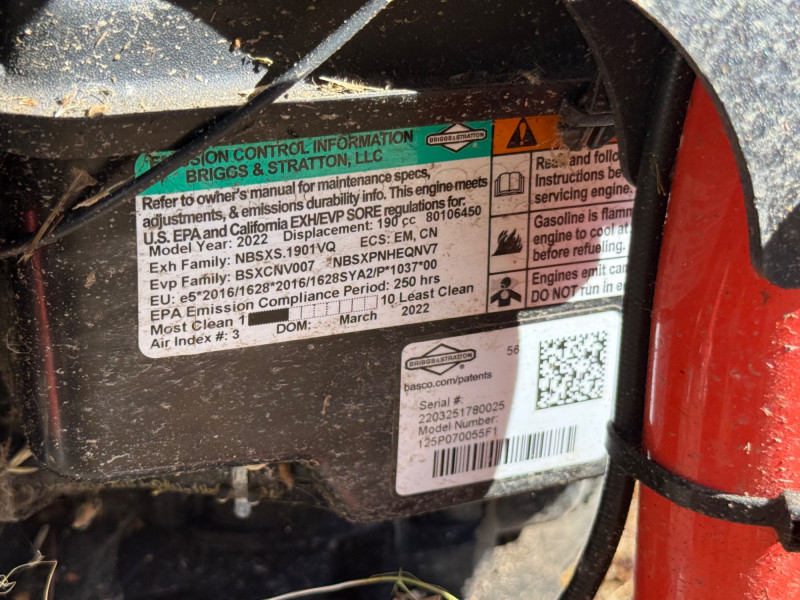 EMISSION CONTROL INFORMATION
BRIGGS & STRATTON, LLC
BRIGGS&STRATTON
Refer to owner's manual for maintenance specs,
adjustments, & emissions durability info. This engine meets
U.S. EPA and California EXH/EVP SORE regulations for:
Model Year: 2022 Displacement: 190 cc 80106450
Exh Family: NBSXS.1901VQ ECS: EM, CN
Evp Family: BSXCNV007 *NBSXPNHEQNV7
EU: e5*2016/1628*2016/1628SYA2/P*1037*00
EPA Emission Compliance Period: 250 hrs
Most Clean 1 10 Least Clean
Air Index #: 3 DOM: March 2022
Read and follow
Instructions be
servicing engine.
Gasoline is flam
engine to cool at
before refueling.
Engines emit car
DO NOT run in e
BRIGGS&STRATTON
56
basco.com/patents
Serial #:
2203251780025
Model Number:
125P070055F1